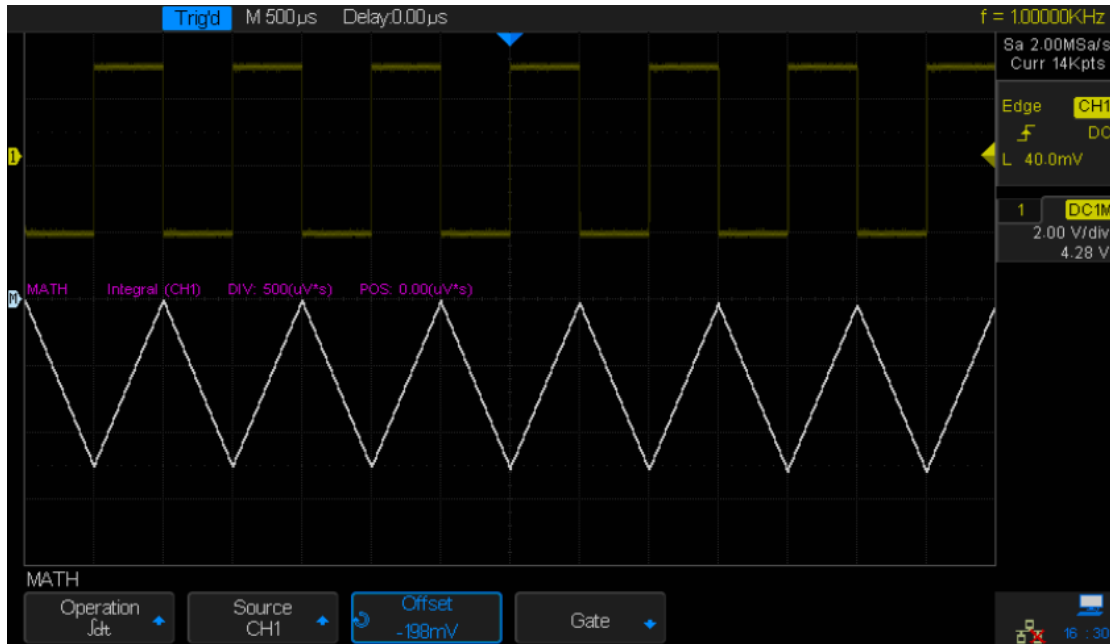 Trig'd M 500µs Delay:0.00µs f = 1.00000KHz
Sa 2.00MSa/s
Curr 14Kpts
Edge CH1
DC
L 40.0mV
1 DC1M
2.00 V/div
4.28 V
1
M
MATH Integral (CH1) DIV: 500(uV*s) POS: 0.00(uV*s)
MATH
Operation
∫dt
Source
CH1
Offset
-198mV
Gate
16 : 30